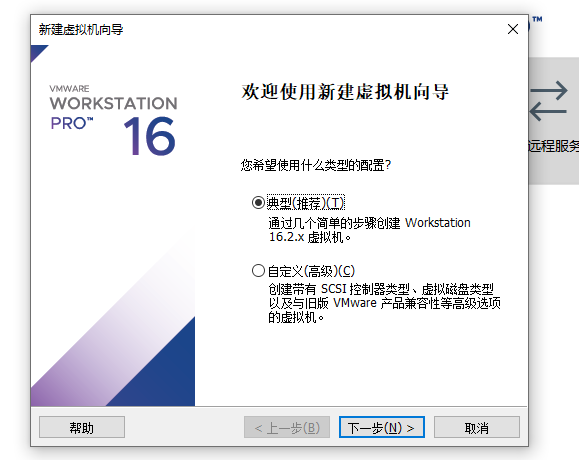 新建虚拟机向导
™
VMWARE
WORKSTATION
PRO™ 16
欢迎使用新建虚拟机向导
您希望使用什么类型的配置?
典型(推荐)(T)
通过几个简单的步骤创建 Workstation
16.2.x 虚拟机。
自定义(高级)(C)
创建带有 SCSI 控制器类型、虚拟磁盘类型
以及与旧版 VMware 产品兼容性等高级选项
的虚拟机。
远程服务
帮助
< 上一步(B)
下一步(N) >
取消